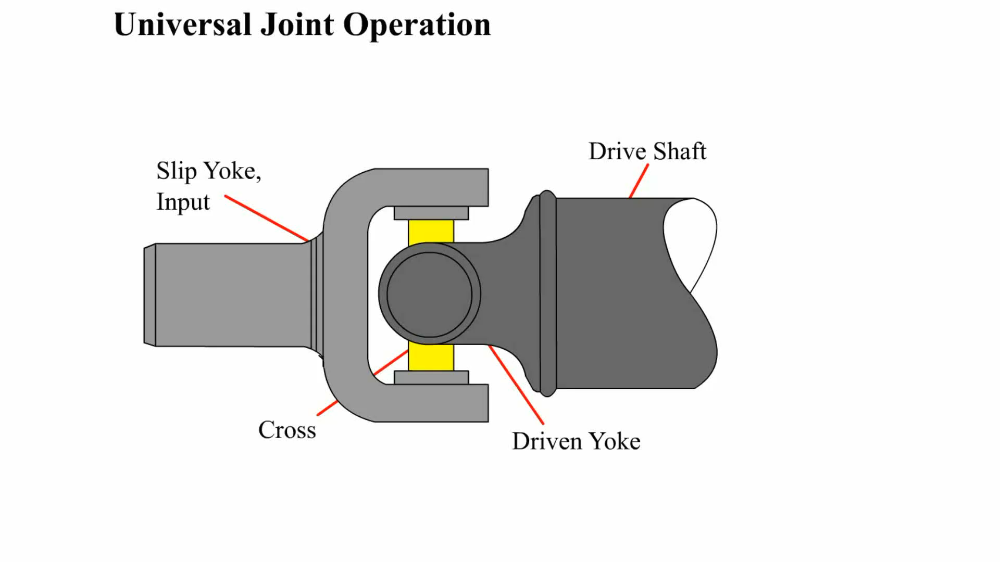 Universal Joint Operation
Drive Shaft
Slip Yoke,
Input
Cross
Driven Yoke